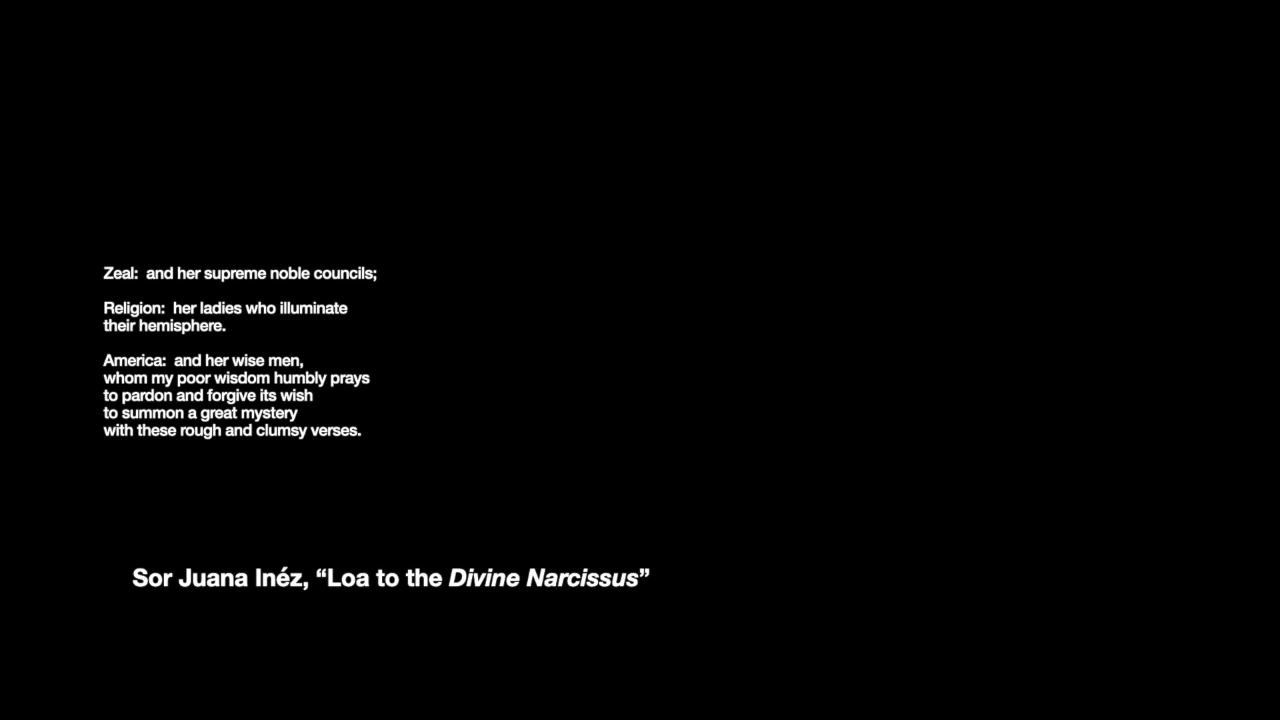 Zeal:  and her supreme noble councils;
Religion:  her ladies who illuminate
their hemisphere.
America:  and her wise men,
whom my poor wisdom humbly prays
to pardon and forgive its wish
to summon a great mystery
with these rough and clumsy verses.
Sor Juana Inéz, “Loa to the Divine Narcissus”